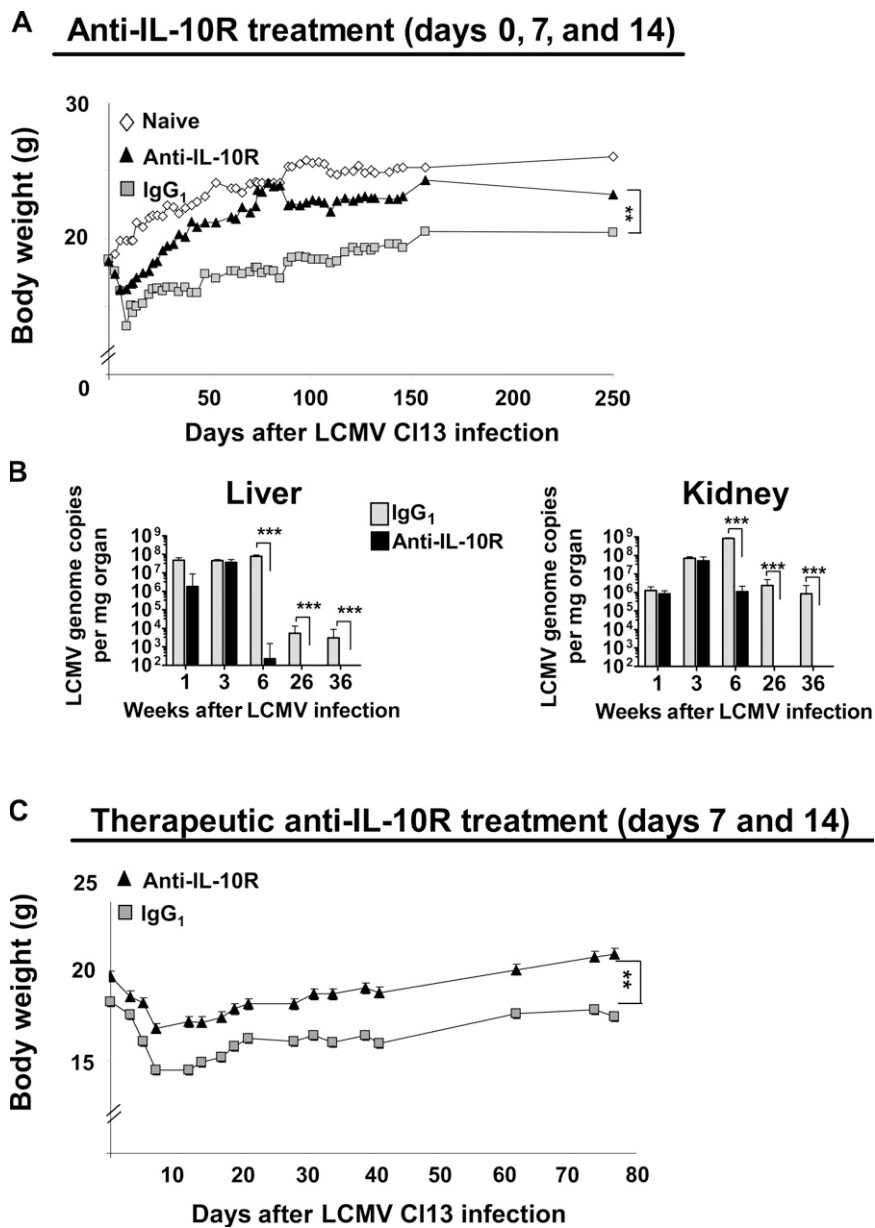 A
Anti-IL-10R treatment (days 0, 7, and 14)
Body weight (g)
30
20
0
Naive
Anti-IL-10R
IgG1
**
50
100
150
200
250
Days after LCMV Cl13 infection
B
Liver
LCMV genome copies
per mg organ
10^9
10^8
10^7
10^6
10^5
10^4
10^3
10^2
***
***
***
1
3
6
26
36
Weeks after LCMV infection
IgG1
Anti-IL-10R
Kidney
LCMV genome copies
per mg organ
10^9
10^8
10^7
10^6
10^5
10^4
10^3
10^2
***
***
***
1
3
6
26
36
Weeks after LCMV infection
C
Therapeutic anti-IL-10R treatment (days 7 and 14)
Body weight (g)
25
20
15
Anti-IL-10R
IgG1
**
10
20
30
40
50
60
70
80
Days after LCMV Cl13 infection